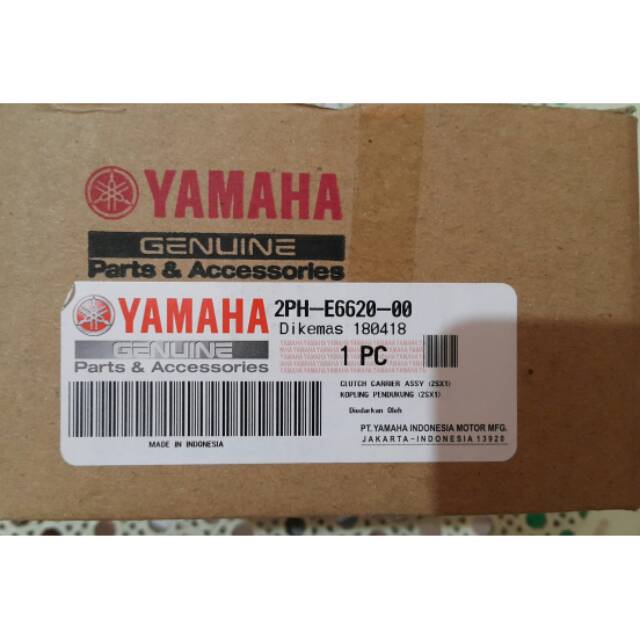 YAMAHA
GENUINE
Parts & Accessories
YAMAHA
GENUINE
Parts & Accessories
2PH-E6620-00
Dikemas 180418
1 PC
CLUTCH CARRIER ASSY (2SX1)
KOPLING PENDUKUNG (2SX1)
Diedarkan Oleh
PT. YAMAHA INDONESIA MOTOR MFG.
JAKARTA-INDONESIA 13920
MADE IN INDONESIA